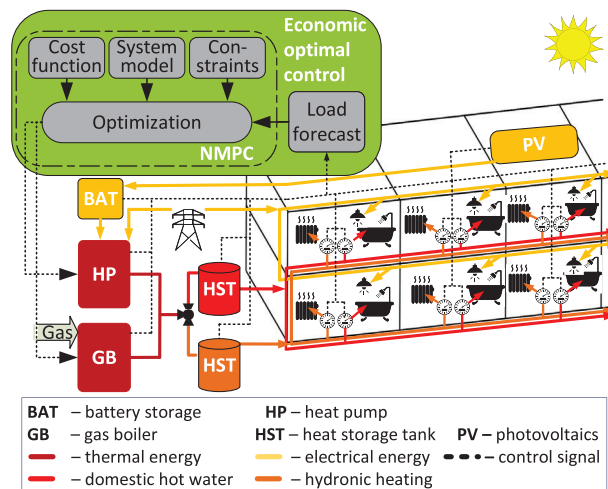 Economic
optimal
control
Cost
function
System
model
Con-
straints
Optimization
Load
forecast
NMPC
PV
BAT
HP
HST
Gas
GB
HST
BAT – battery storage
HP – heat pump
GB – gas boiler
HST – heat storage tank
PV – photovoltaics
– thermal energy
– electrical energy
– control signal
– domestic hot water
– hydronic heating